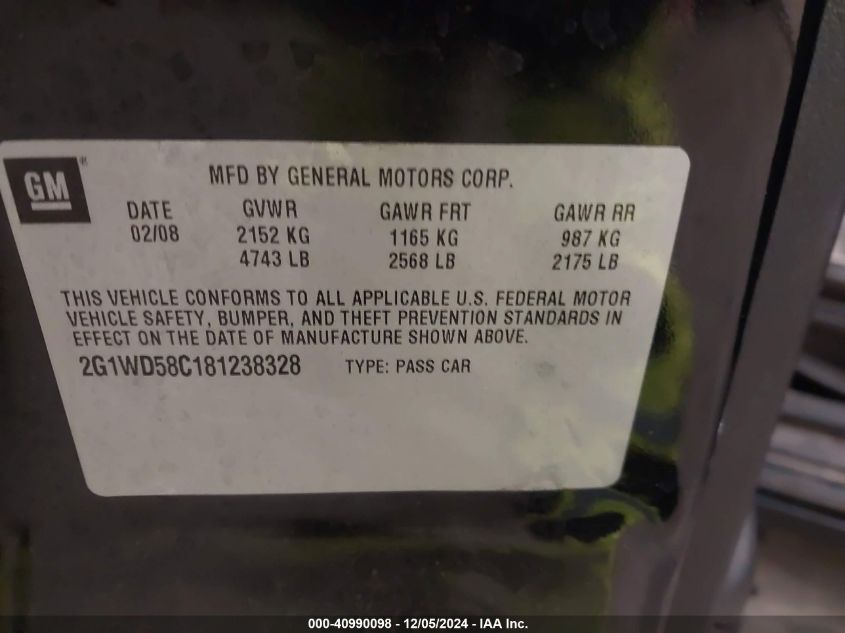 GM®
MFD BY GENERAL MOTORS CORP.
DATE GVWR GAWR FRT GAWR RR
02/08 2152 KG 1165 KG 987 KG
4743 LB 2568 LB 2175 LB
THIS VEHICLE CONFORMS TO ALL APPLICABLE U.S. FEDERAL MOTOR
VEHICLE SAFETY, BUMPER, AND THEFT PREVENTION STANDARDS IN
EFFECT ON THE DATE OF MANUFACTURE SHOWN ABOVE.
2G1WD58C181238328 TYPE: PASS CAR
000-40990098 - 12/05/2024 - IAA Inc.